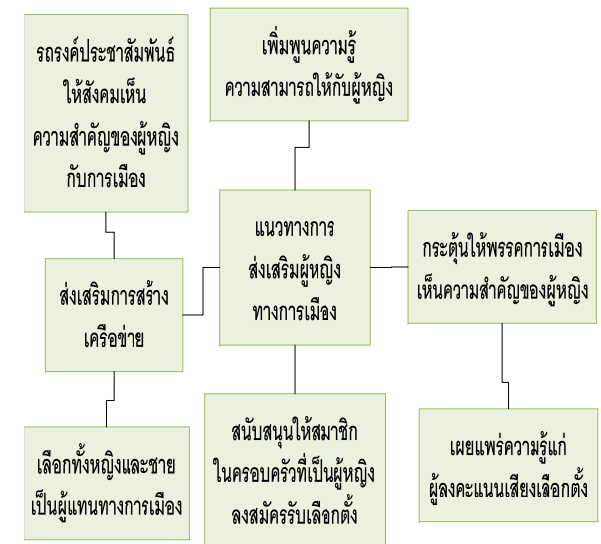 รถรงค์ประชาสัมพันธ์
ให้สังคมเห็น
ความสำคัญของผู้หญิง
กับการเมือง
เพิ่มพูนความรู้
ความสามารถให้กับผู้หญิง
แนวทางการ
ส่งเสริมผู้หญิง
ทางการเมือง
กระตุ้นให้พรรคการเมือง
เห็นความสำคัญของผู้หญิง
ส่งเสริมการสร้าง
เครือข่าย
เลือกทั้งหญิงและชาย
เป็นผู้แทนทางการเมือง
สนับสนุนให้สมาชิก
ในครอบครัวที่เป็นผู้หญิง
ลงสมัครรับเลือกตั้ง
เผยแพร่ความรู้แก่
ผู้ลงคะแนนเสียงเลือกตั้ง